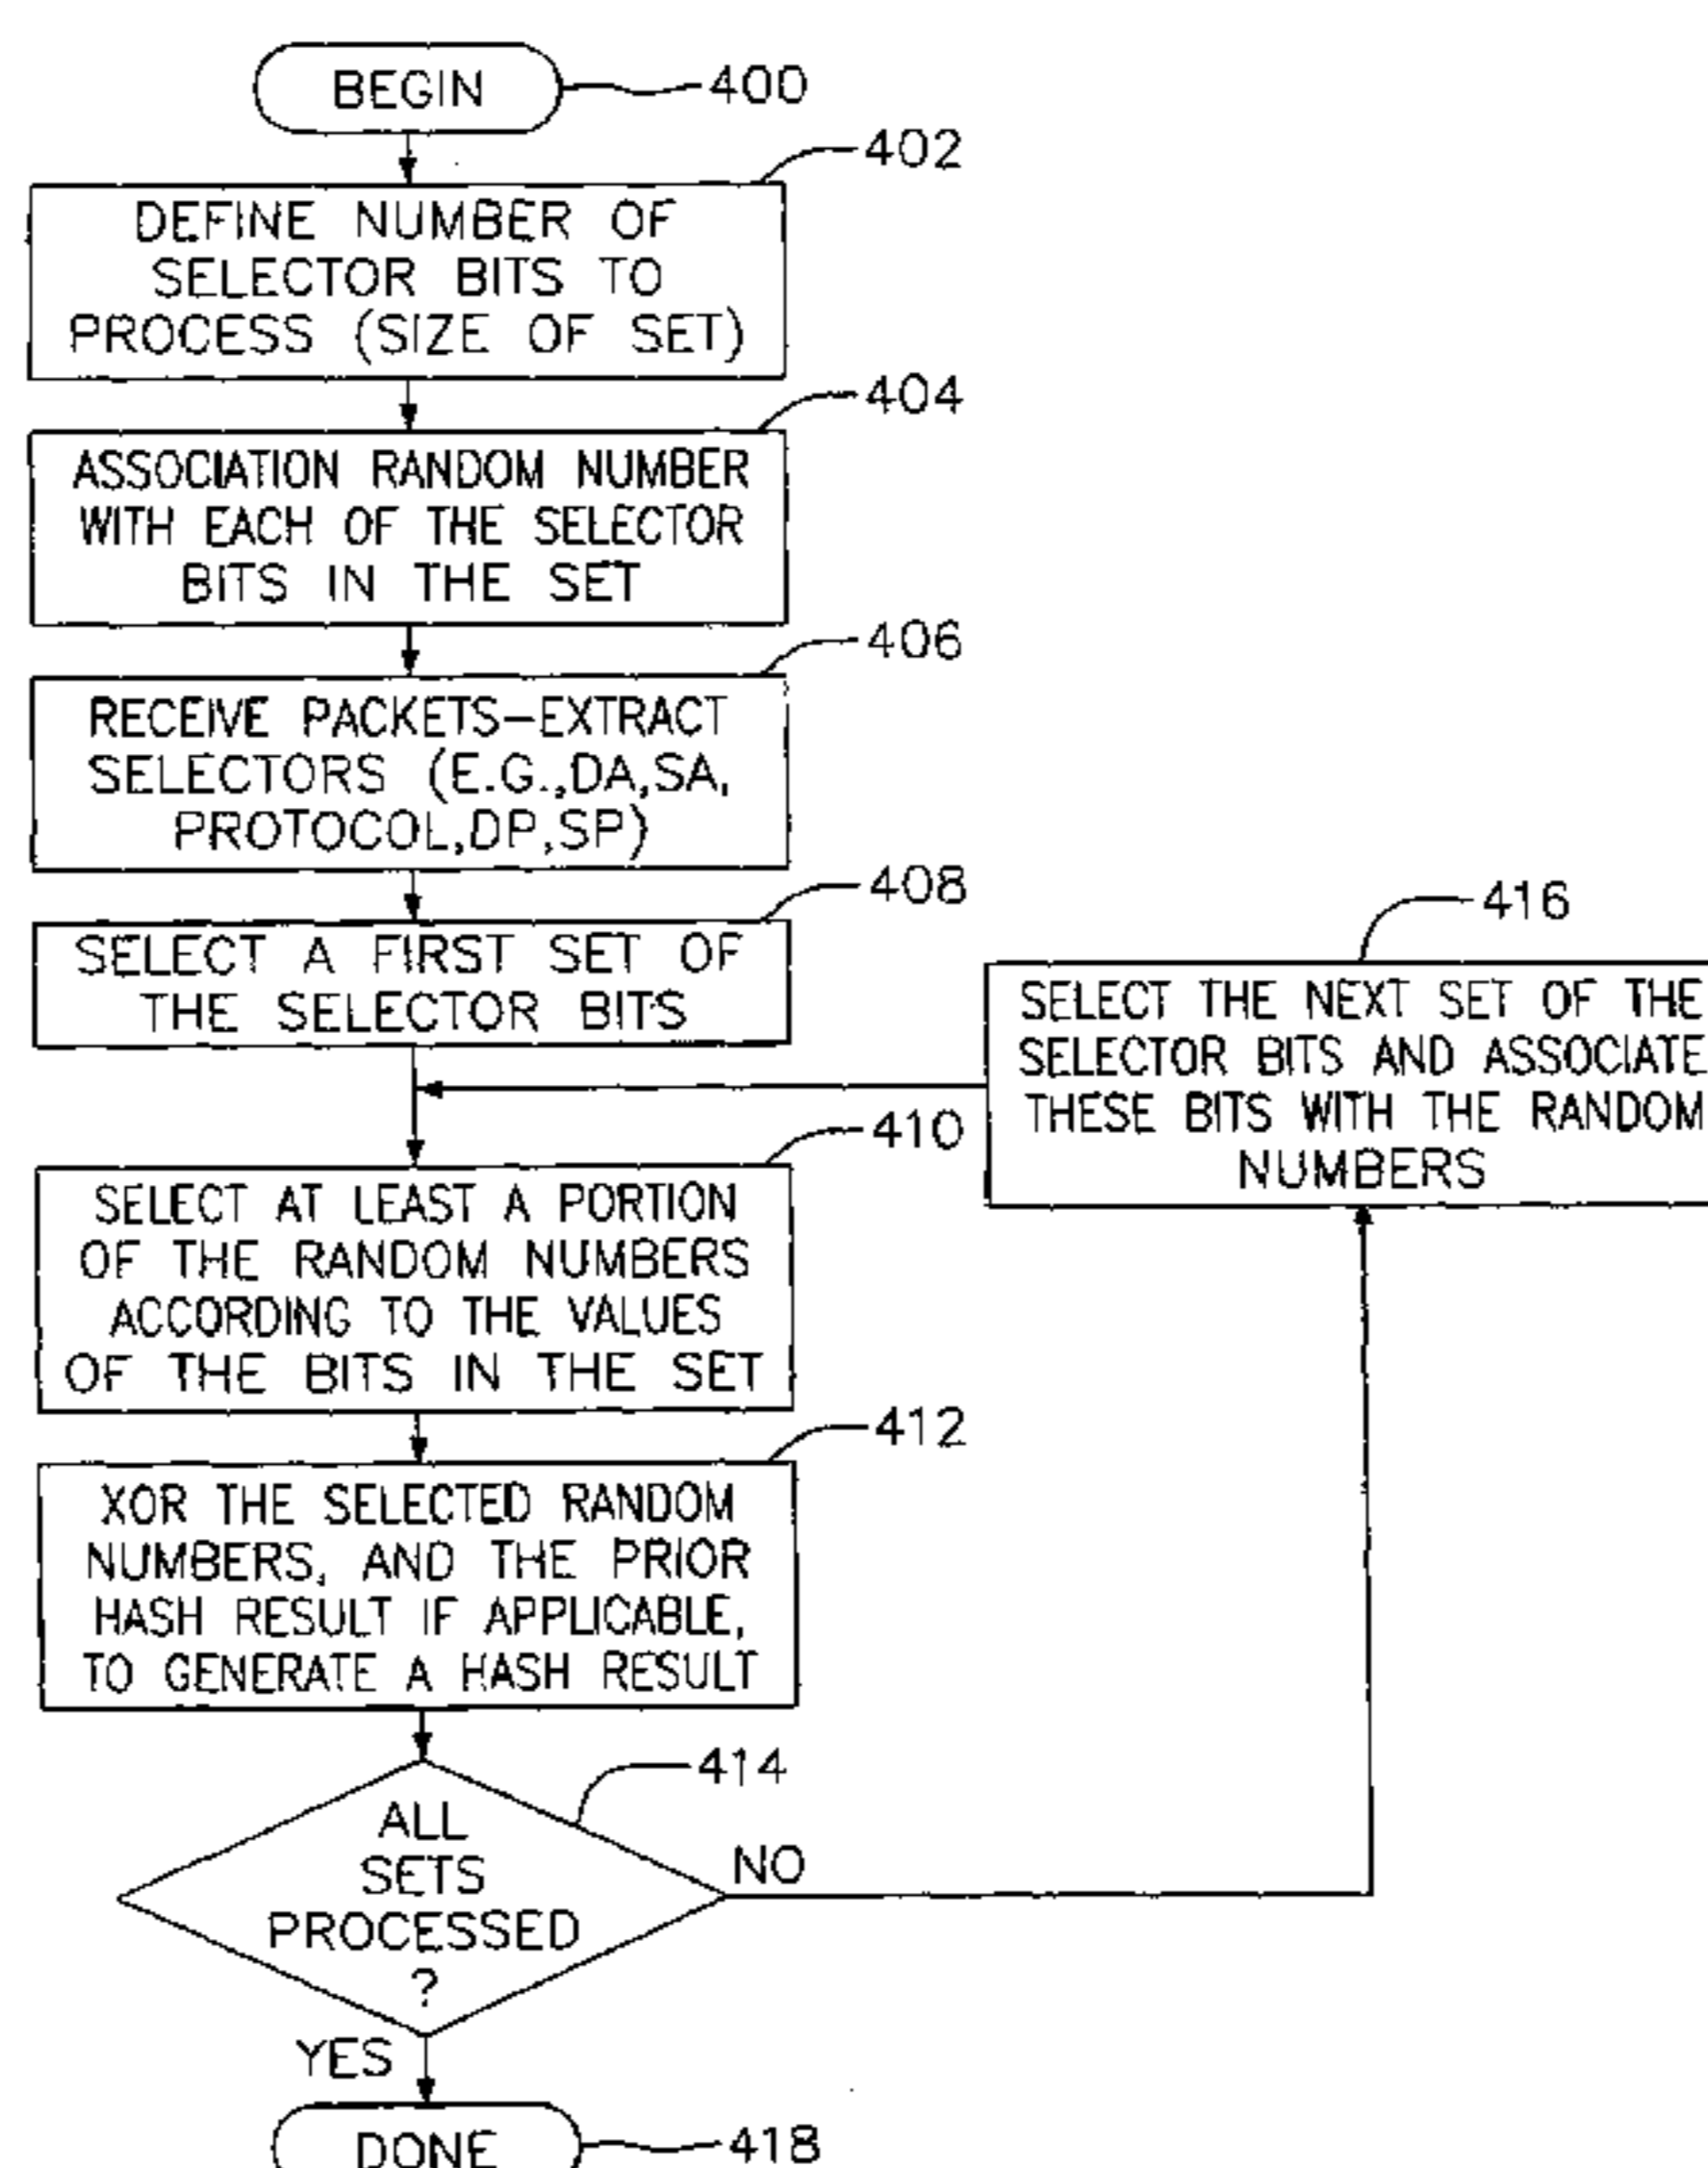 BEGIN
400
402
DEFINE NUMBER OF
SELECTOR BITS TO
PROCESS (SIZE OF SET)
404
ASSOCIATION RANDOM NUMBER
WITH EACH OF THE SELECTOR
BITS IN THE SET
406
RECEIVE PACKETS-EXTRACT
SELECTORS (E.G.,DA,SA,
PROTOCOL,DP,SP)
408
SELECT A FIRST SET OF
THE SELECTOR BITS
416
SELECT THE NEXT SET OF THE
SELECTOR BITS AND ASSOCIATE
THESE BITS WITH THE RANDOM
NUMBERS
410
SELECT AT LEAST A PORTION
OF THE RANDOM NUMBERS
ACCORDING TO THE VALUES
OF THE BITS IN THE SET
412
XOR THE SELECTED RANDOM
NUMBERS, AND THE PRIOR
HASH RESULT IF APPLICABLE,
TO GENERATE A HASH RESULT
414
ALL
SETS
PROCESSED
?
NO
YES
DONE
418